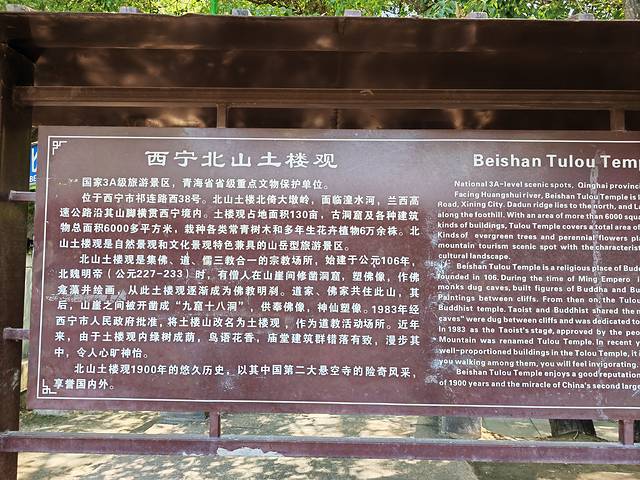 西宁北山土楼观
国家3A级旅游景区，青海省省级重点文物保护单位。
位于西宁市祁连路西38号。北山土楼北倚大墩岭，面临湟水河，兰西高
速公路沿其山脚横贯西宁境内。土楼观占地面积130亩，古洞窟及各种建筑
物总面积6000多平方米，栽种各类常青树木和多年生花卉植物6万余株。北
山土楼观是自然景观和文化景观特色兼具的山岳型旅游景区。
北山土楼观是集佛、道、儒三教合一的宗教场所，始建于公元106年，
北魏明帝（公元227-233）时，有僧人在山崖间修凿洞窟，塑佛像，作佛
龛藻井绘画，从此土楼观逐渐成为佛教明刹。道家、佛家共住此山，其
后，山崖之间被开凿成“九窟十八洞”，供奉佛像，神仙塑像。1983年经
西宁市人民政府批准，将土楼山改名为土楼观，作为道教活动场所。近年
来，由于土楼观内绿树成荫，鸟语花香，庙堂建筑群错落有致，漫步其
中，令人心旷神怡。
北山土楼观1900年的悠久历史，以其中国第二大悬空寺的险奇风采，
享誉国内外。
Beishan Tulou Tem
National 3A-level scenic spots, Qinghai provinc
Facing Huangshui river, Beishan Tulou Temple is l
Road, Xining City. Dadun ridge lies to the north, and La
along the foothill. With an area of more than 6000 squ
kinds of buildings, Tulou Temple covers a total area of
Kinds of evergreen trees and perennial flowers pl
mountain tourism scenic spot with the characterist
cultural landscape.
Beishan Tulou Temple is a religious place of Bud
founded in 106. During the time of Ming Empero
monks dug caves, built figures of Buddha and Bu
Paintings between cliffs. From then on, the Tulou
Buddhist temple. Taoist and Buddhist shared the m
caves" were dug between cliffs and was dedicated t
In 1983 as the Taoist's stage, approved by the peo
Mountain was renamed Tulou Temple. In recent y
well-proportioned buildings in the Tulou Temple, it
you walking among them, you will feel invigorating.
Beishan Tulou Temple enjoys a good reputation
of 1900 years and the miracle of China's second larg